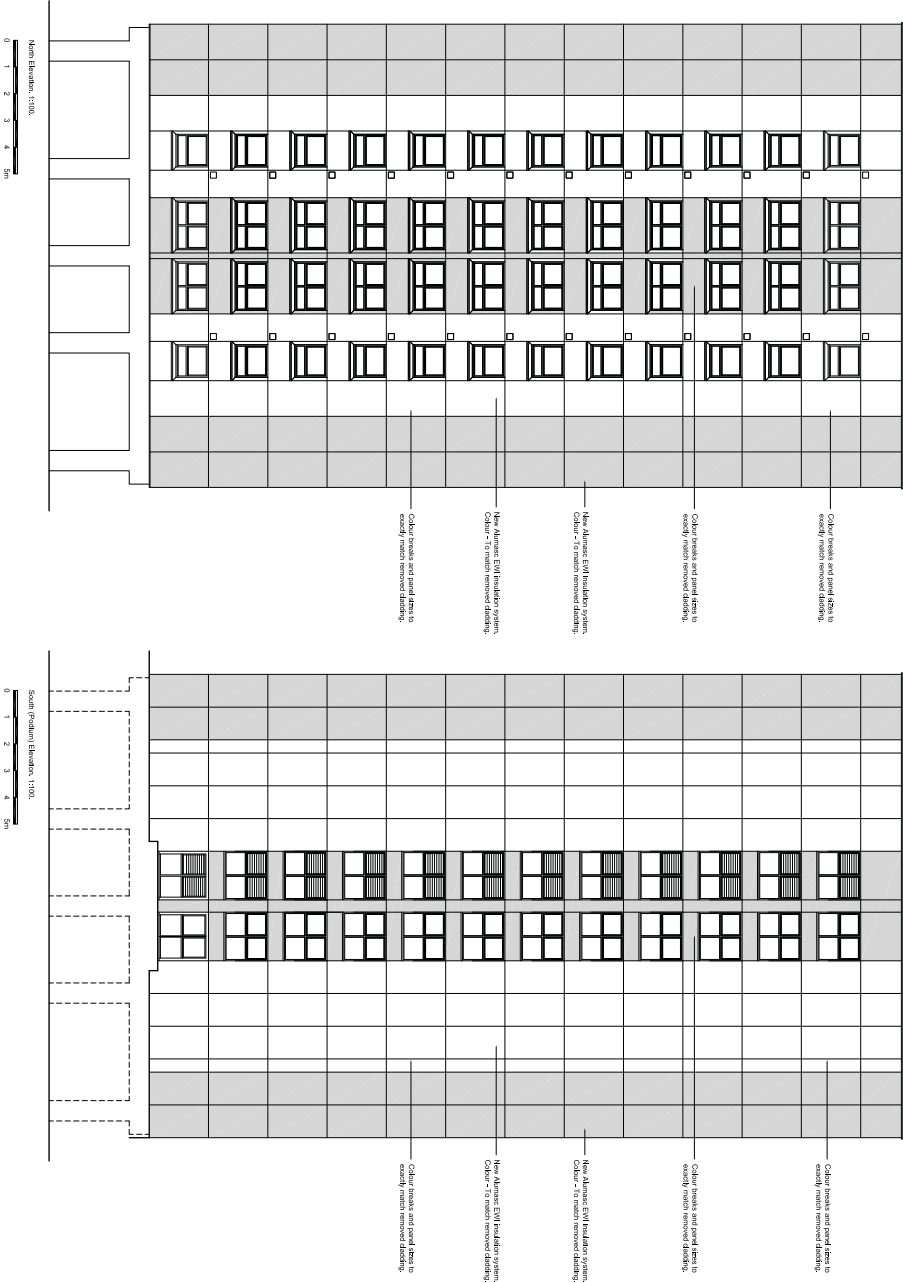 Colour breaks and panel sizes to
exactly match removed cladding.
Colour breaks and panel sizes to
exactly match removed cladding.
New Alumasc EWI insulation system.
Colour - To match removed cladding.
New Alumasc EWI insulation system.
Colour - To match removed cladding.
Colour breaks and panel sizes to
exactly match removed cladding.
North Elevation. 1:100.
0 1 2 3 4 5m
Colour breaks and panel sizes to
exactly match removed cladding.
Colour breaks and panel sizes to
exactly match removed cladding.
New Alumasc EWI insulation system.
Colour - To match removed cladding.
New Alumasc EWI insulation system.
Colour - To match removed cladding.
Colour breaks and panel sizes to
exactly match removed cladding.
South (Podium) Elevation. 1:100.
0 1 2 3 4 5m